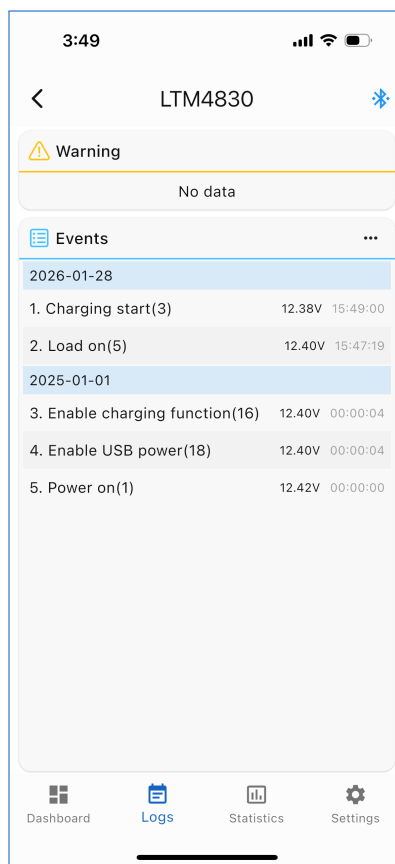 3:49
LTM4830
Warning
No data
Events
2026-01-28
1. Charging start(3) 12.38V 15:49:00
2. Load on(5) 12.40V 15:47:19
2025-01-01
3. Enable charging function(16) 12.40V 00:00:04
4. Enable USB power(18) 12.40V 00:00:04
5. Power on(1) 12.42V 00:00:00
Dashboard Logs Statistics Settings